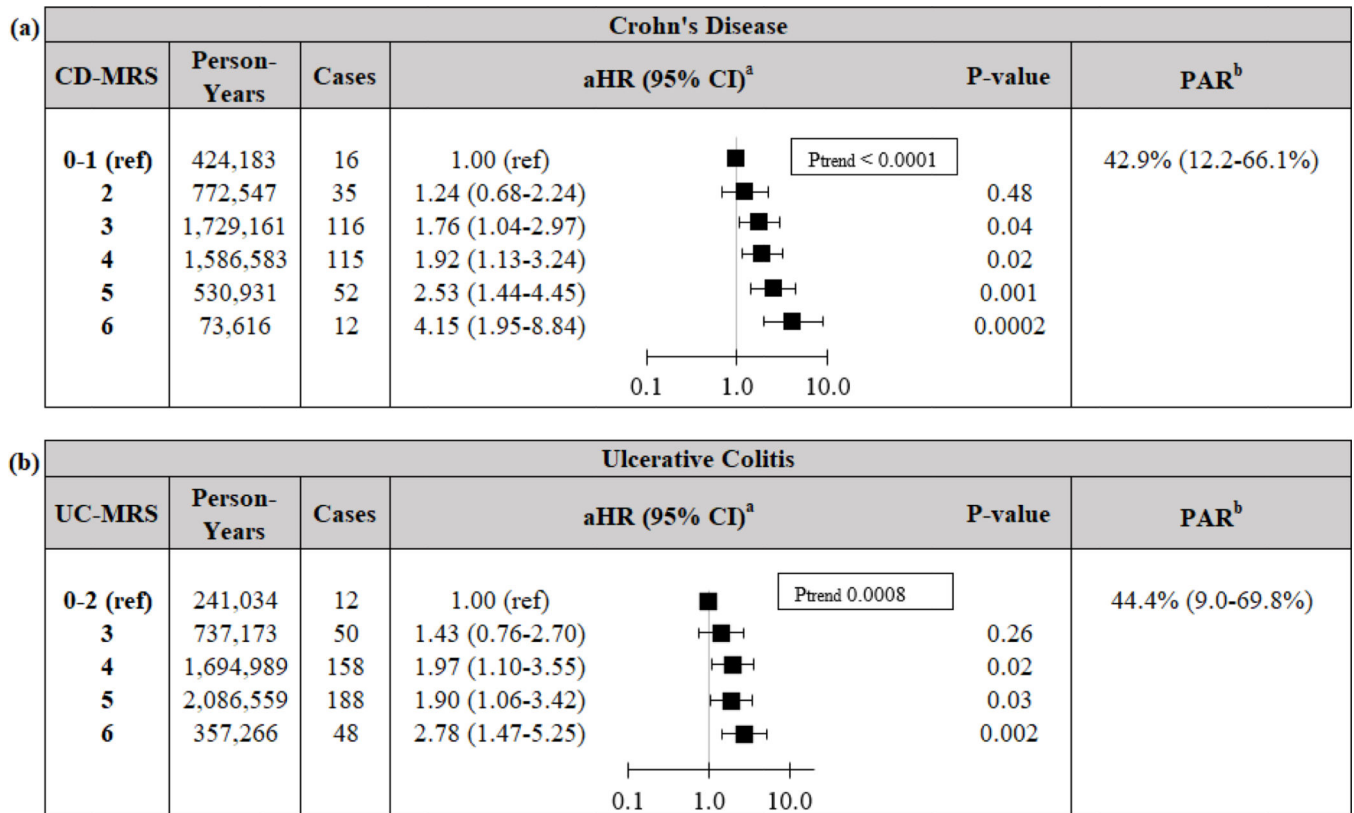 (a)
Crohn's Disease
CD-MRS Person-Years Cases aHR (95% CI)a P-value PARb
0-1 (ref) 424,183 16 1.00 (ref) Ptrend < 0.0001 42.9% (12.2-66.1%)
2 772,547 35 1.24 (0.68-2.24) 0.48
3 1,729,161 116 1.76 (1.04-2.97) 0.04
4 1,586,583 115 1.92 (1.13-3.24) 0.02
5 530,931 52 2.53 (1.44-4.45) 0.001
6 73,616 12 4.15 (1.95-8.84) 0.0002
0.1 1.0 10.0
(b)
Ulcerative Colitis
UC-MRS Person-Years Cases aHR (95% CI)a P-value PARb
0-2 (ref) 241,034 12 1.00 (ref) Ptrend 0.0008 44.4% (9.0-69.8%)
3 737,173 50 1.43 (0.76-2.70) 0.26
4 1,694,989 158 1.97 (1.10-3.55) 0.02
5 2,086,559 188 1.90 (1.06-3.42) 0.03
6 357,266 48 2.78 (1.47-5.25) 0.002
0.1 1.0 10.0